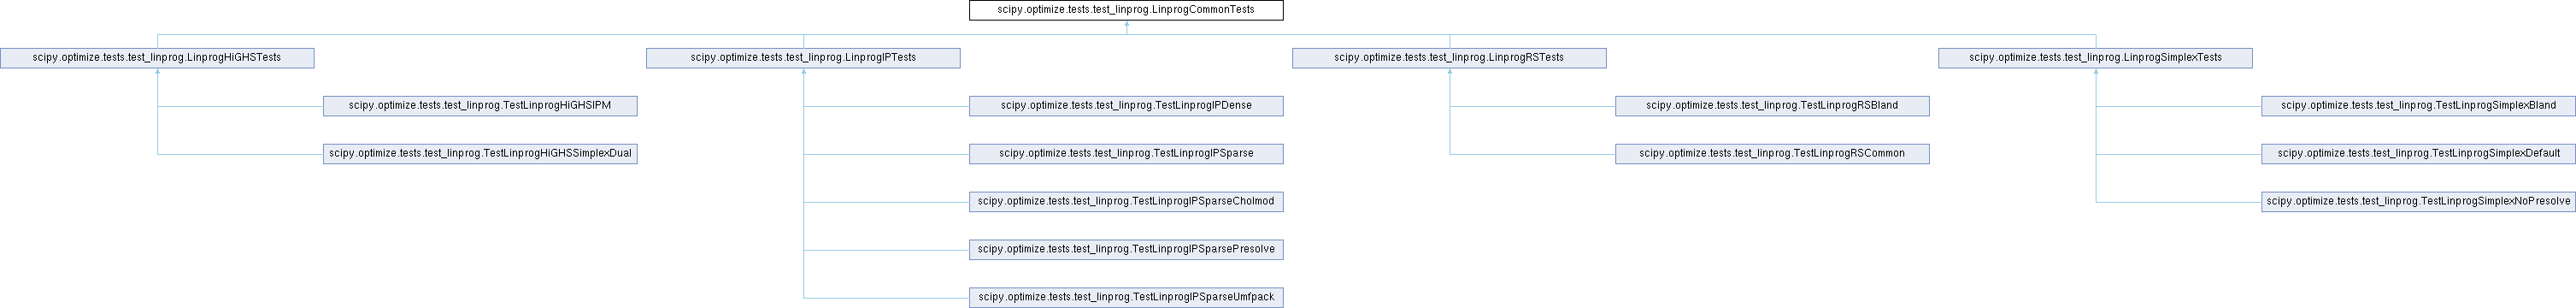 scipy.optimize.tests.test_linprog.LinprogCommonTests
scipy.optimize.tests.test_linprog.LinprogHiGHSTests
scipy.optimize.tests.test_linprog.LinprogIPTests
scipy.optimize.tests.test_linprog.LinprogRSTests
scipy.optimize.tests.test_linprog.LinprogSimplexTests
scipy.optimize.tests.test_linprog.TestLinprogHiGHSIPM
scipy.optimize.tests.test_linprog.TestLinprogIPDense
scipy.optimize.tests.test_linprog.TestLinprogRSBland
scipy.optimize.tests.test_linprog.TestLinprogSimplexBland
scipy.optimize.tests.test_linprog.TestLinprogHiGHSSimplexDual
scipy.optimize.tests.test_linprog.TestLinprogIPSparse
scipy.optimize.tests.test_linprog.TestLinprogRSCommon
scipy.optimize.tests.test_linprog.TestLinprogSimplexDefault
scipy.optimize.tests.test_linprog.TestLinprogIPSparseCholmod
scipy.optimize.tests.test_linprog.TestLinprogSimplexNoPresolve
scipy.optimize.tests.test_linprog.TestLinprogIPSparsePresolve
scipy.optimize.tests.test_linprog.TestLinprogIPSparseUmfpack